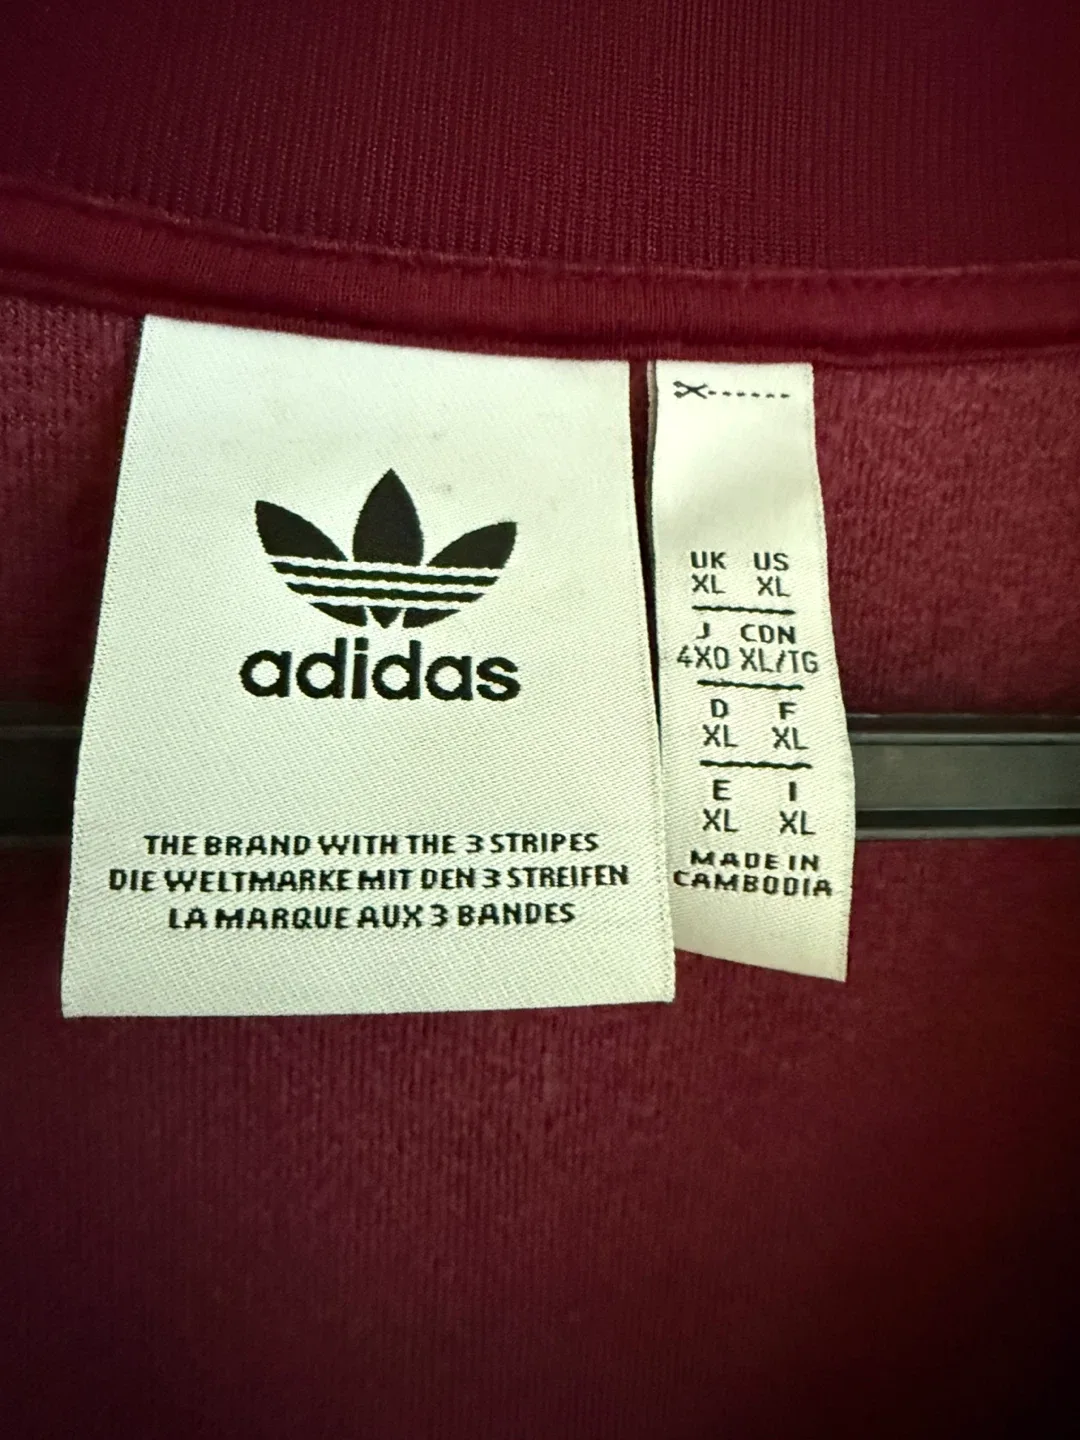 adidas
THE BRAND WITH THE 3 STRIPES
DIE WELTMARKE MIT DEN 3 STREIFEN
LA MARQUE AUX 3 BANDES
UK US
XL XL
J CDN
4XO XL/TG
D F
XL XL
E I
XL XL
MADE IN
CAMBODIA